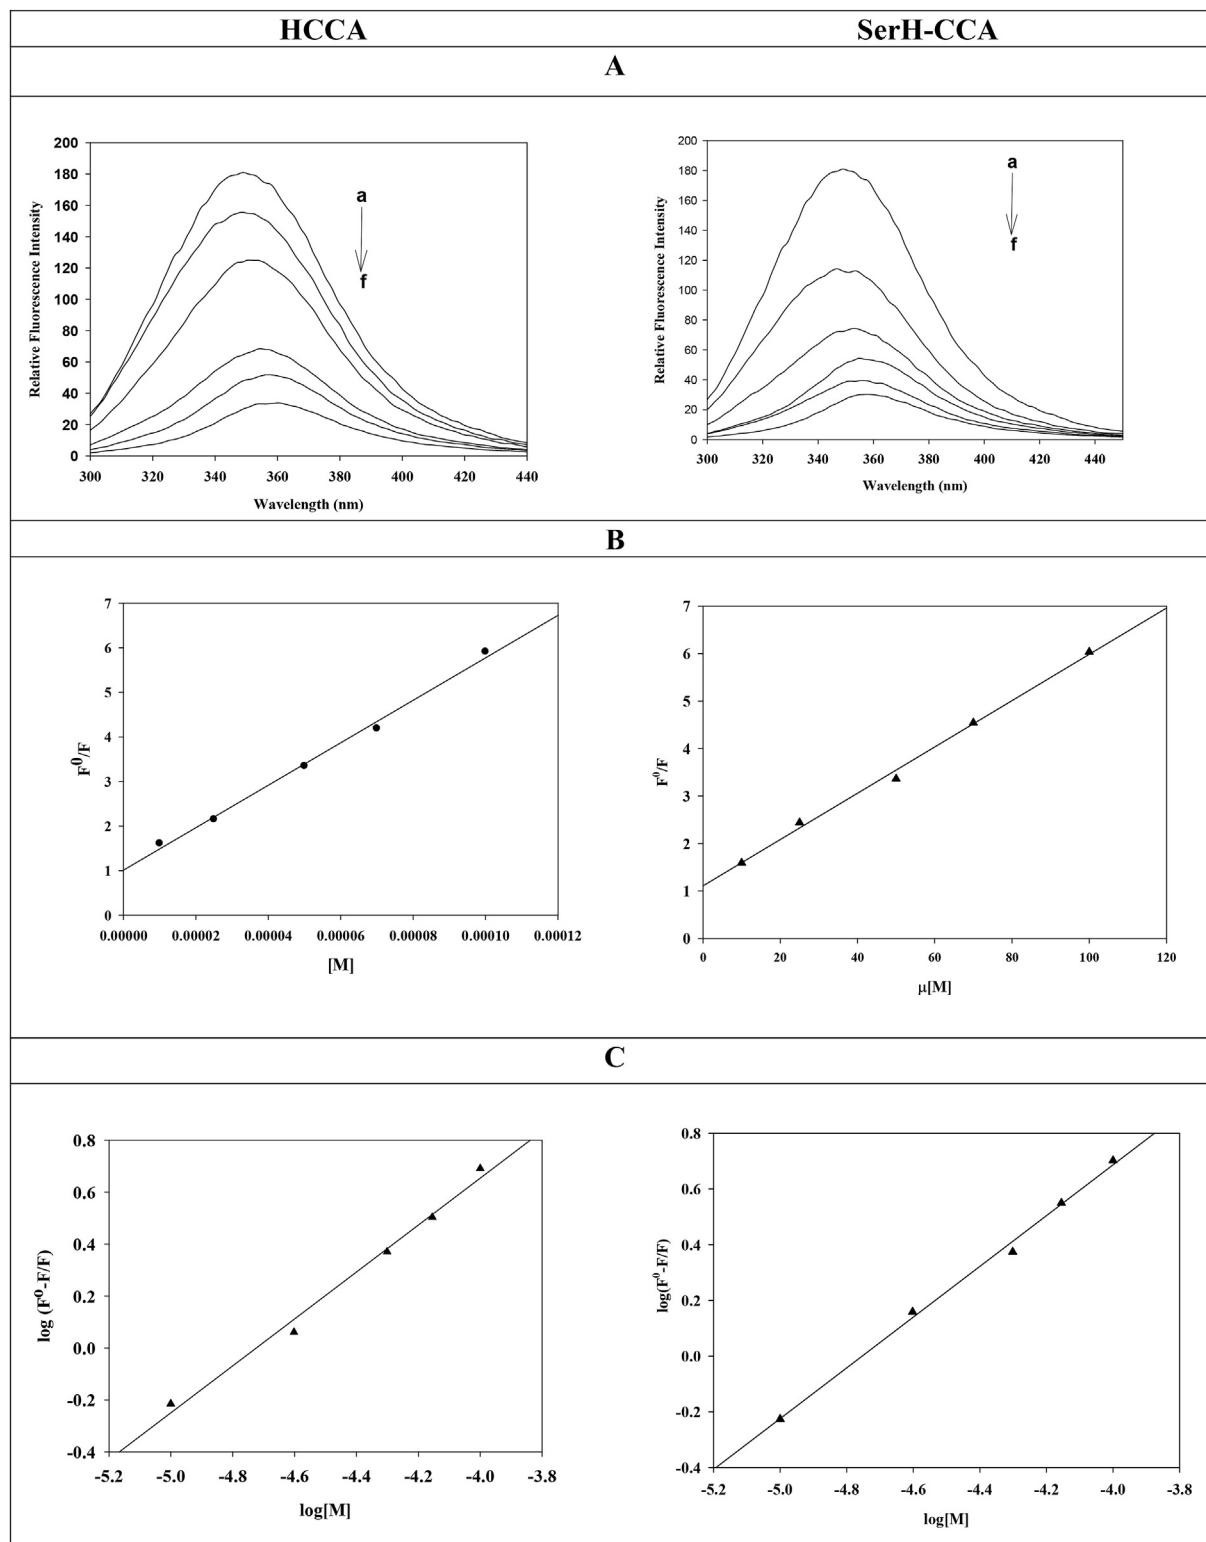 HCCA SerH-CCA
A
200
180
160
140
120
100
80
60
40
20
0
Relative Fluorescence Intensity
a
f
300 320 340 360 380 400 420 440
Wavelength (nm)
200
180
160
140
120
100
80
60
40
20
0
Relative Fluorescence Intensity
a
f
300 320 340 360 380 400 420 440
Wavelength (nm)
B
7
6
5
4
3
2
1
0
F⁰/F
0.00000 0.00002 0.00004 0.00006 0.00008 0.00010 0.00012
[M]
7
6
5
4
3
2
1
0
F⁰/F
0 20 40 60 80 100 120
μ[M]
C
0.8
0.6
0.4
0.2
0.0
-0.2
-0.4
log (F⁰-F/F)
-5.2 -5.0 -4.8 -4.6 -4.4 -4.2 -4.0 -3.8
log[M]
0.8
0.6
0.4
0.2
0.0
-0.2
-0.4
log(F⁰-F/F)
-5.2 -5.0 -4.8 -4.6 -4.4 -4.2 -4.0 -3.8
log[M]